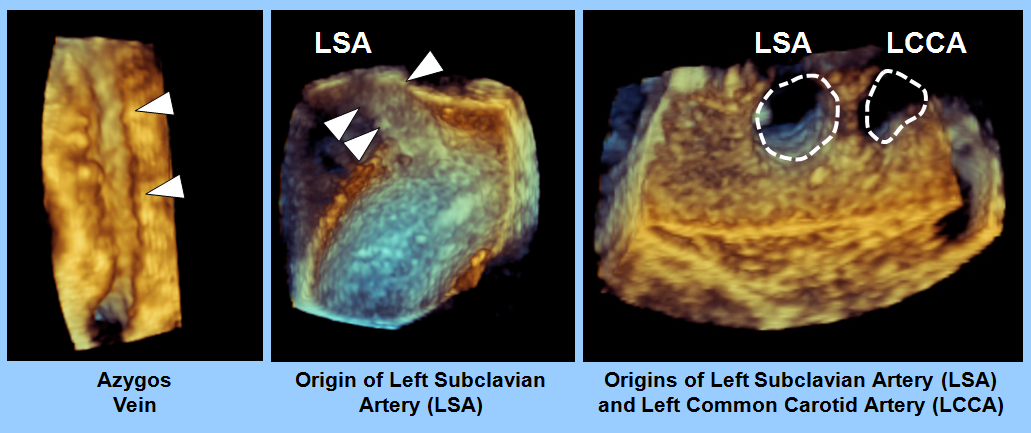 LSA
LSA
LCCA
Azygos
Vein
Origin of Left Subclavian
Artery (LSA)
Origins of Left Subclavian Artery (LSA)
and Left Common Carotid Artery (LCCA)